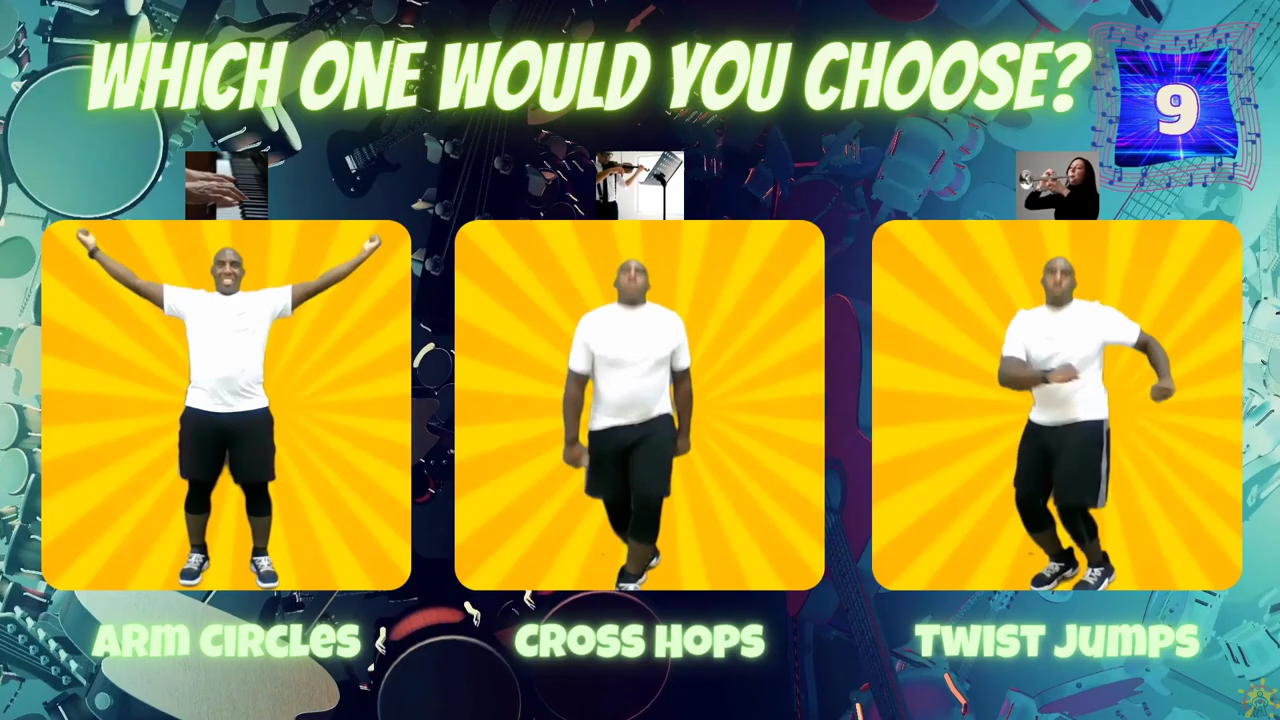 WHICH ONE WOULD YOU CHOOSE?
9
ARM CIRCLES
CROSS HOPS
TWIST JUMPS